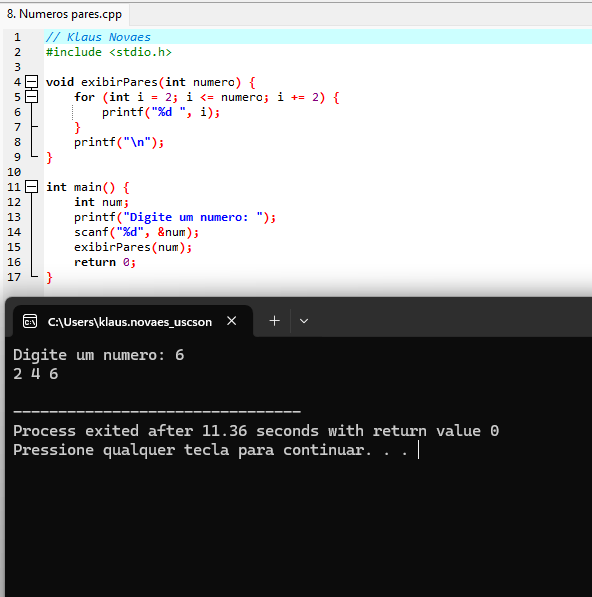 8. Numeros pares.cpp
1 // Klaus Novaes
2 #include <stdio.h>
3
4 void exibirPares(int numero) {
5     for (int i = 2; i <= numero; i += 2) {
6         printf("%d ", i);
7     }
8     printf("\n");
9 }
10
11 int main() {
12     int num;
13     printf("Digite um numero: ");
14     scanf("%d", &num);
15     exibirPares(num);
16     return 0;
17 }
C:\Users\klaus.novaes_uscson
Digite um numero: 6
2 4 6
--------------------------------
Process exited after 11.36 seconds with return value 0
Pressione qualquer tecla para continuar. . .